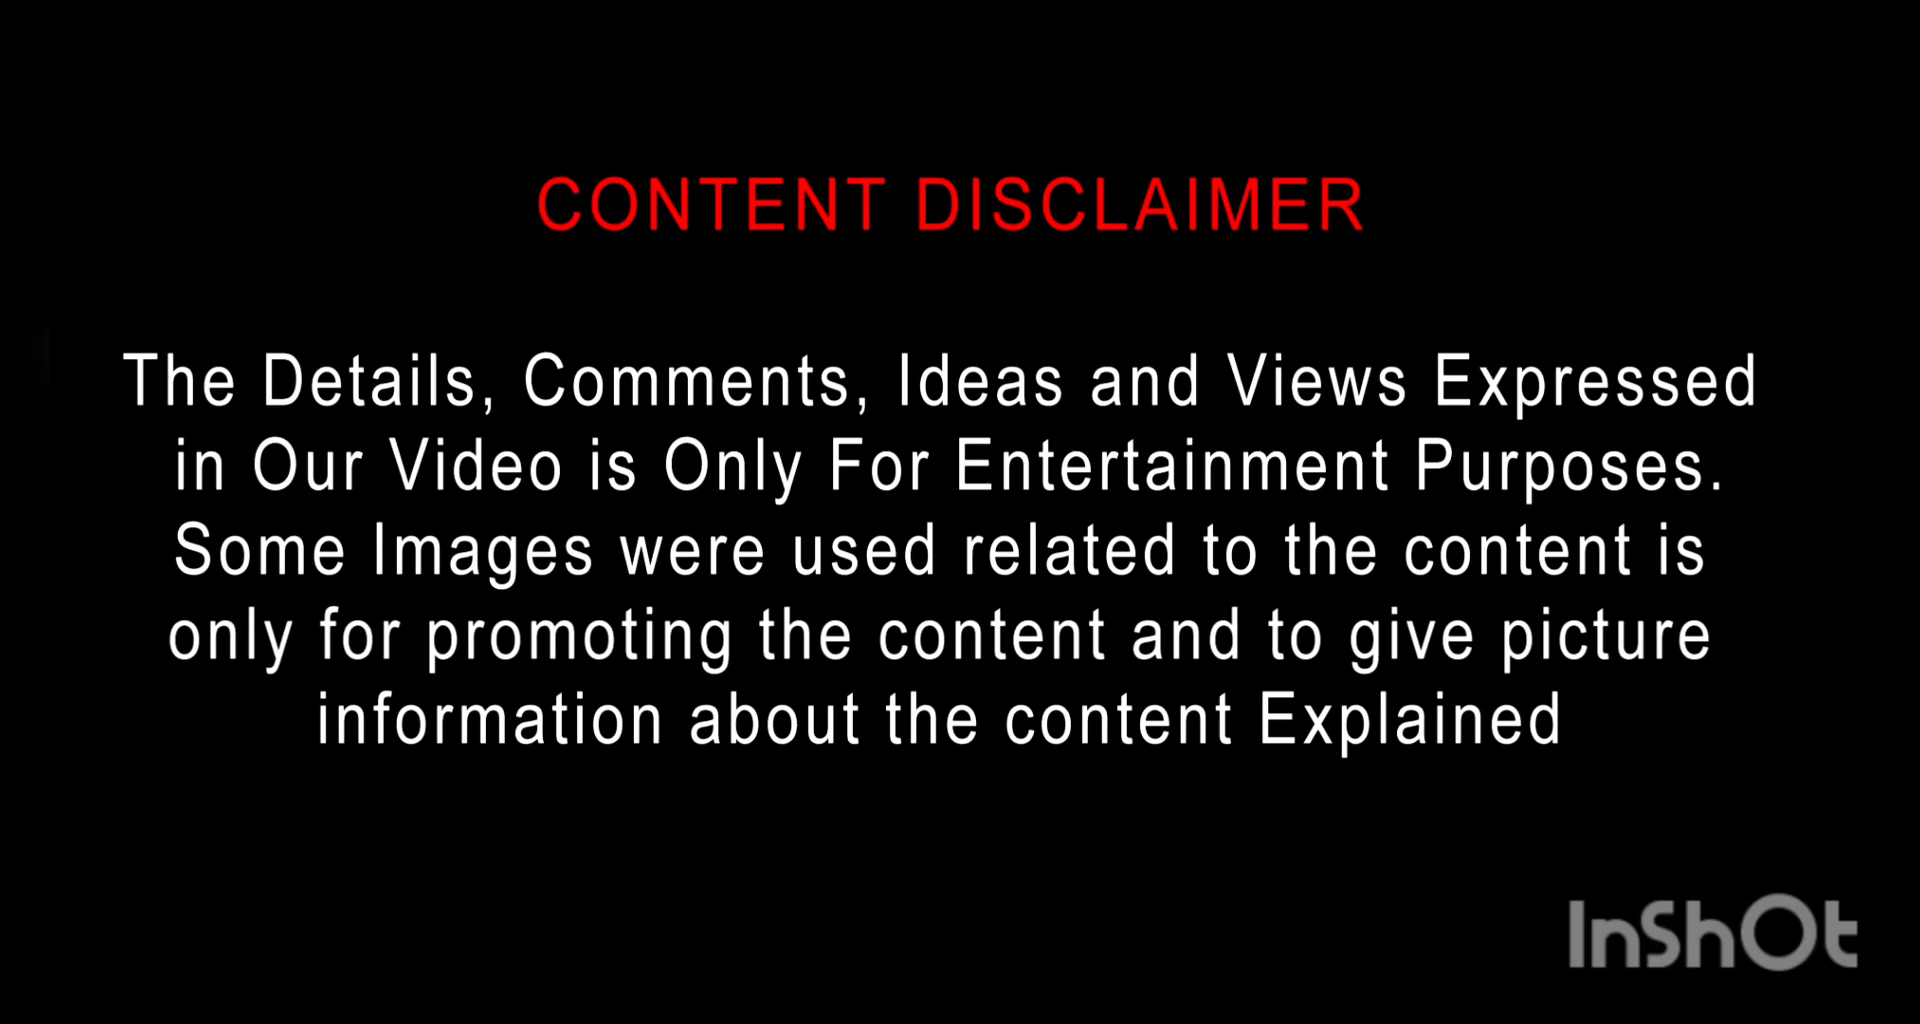 CONTENT DISCLAIMER
The Details, Comments, Ideas and Views Expressed
in Our Video is Only For Entertainment Purposes.
Some Images were used related to the content is
only for promoting the content and to give picture
information about the content Explained
InShOt